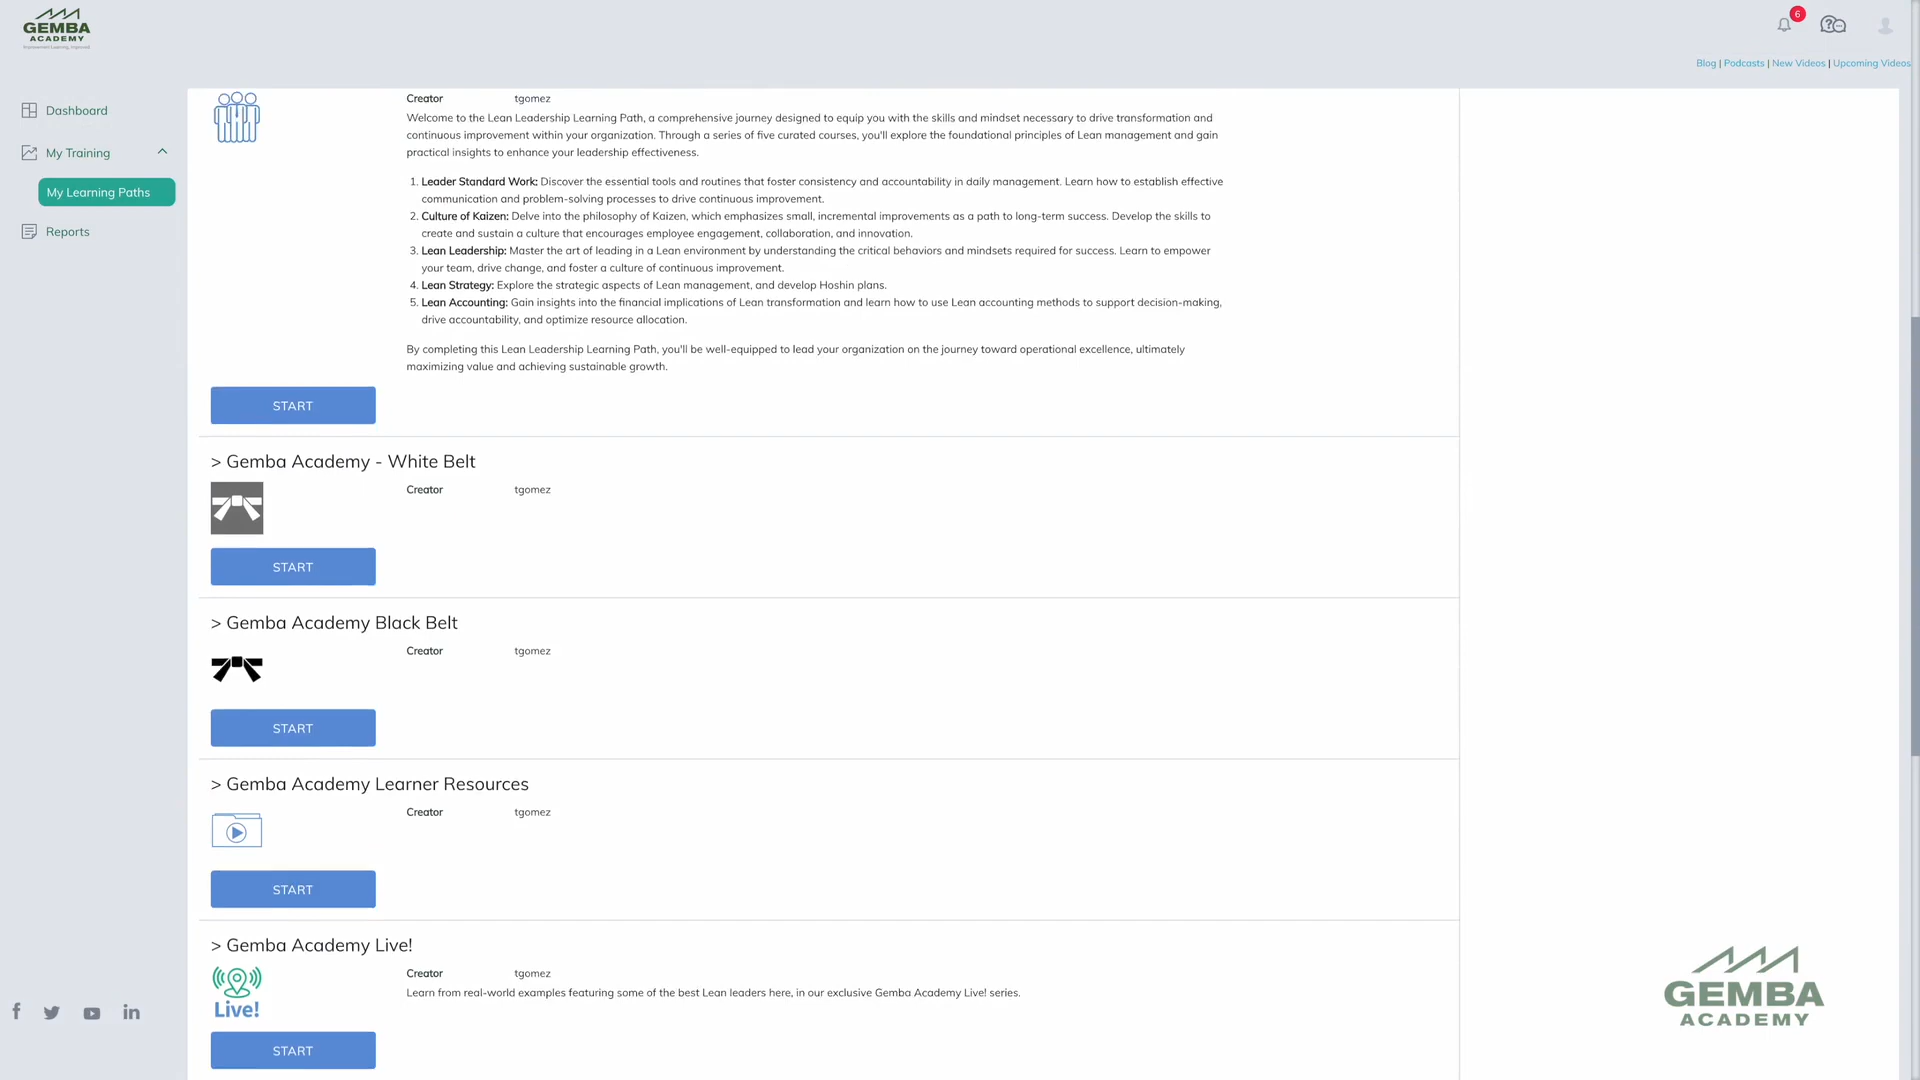 GEMBA
ACADEMY
6
Blog | Podcasts | New Videos | Upcoming Videos
Dashboard
My Training
My Learning Paths
Reports
Creator tgomez
Welcome to the Lean Leadership Learning Path, a comprehensive journey designed to equip you with the skills and mindset necessary to drive transformation and
continuous improvement within your organization. Through a series of five curated courses, you'll explore the foundational principles of Lean management and gain
practical insights to enhance your leadership effectiveness.
1. Leader Standard Work: Discover the essential tools and routines that foster consistency and accountability in daily management. Learn how to establish effective
communication and problem-solving processes to drive continuous improvement.
2. Culture of Kaizen: Delve into the philosophy of Kaizen, which emphasizes small, incremental improvements as a path to long-term success. Develop the skills to
create and sustain a culture that encourages employee engagement, collaboration, and innovation.
3. Lean Leadership: Master the art of leading in a Lean environment by understanding the critical behaviors and mindsets required for success. Learn to empower
your team, drive change, and foster a culture of continuous improvement.
4. Lean Strategy: Explore the strategic aspects of Lean management, and develop Hoshin plans.
5. Lean Accounting: Gain insights into the financial implications of Lean transformation and learn how to use Lean accounting methods to support decision-making,
drive accountability, and optimize resource allocation.
By completing this Lean Leadership Learning Path, you'll be well-equipped to lead your organization on the journey toward operational excellence, ultimately
maximizing value and achieving sustainable growth.
START
> Gemba Academy - White Belt
Creator tgomez
START
> Gemba Academy Black Belt
Creator tgomez
START
> Gemba Academy Learner Resources
Creator tgomez
START
> Gemba Academy Live!
Creator tgomez
Learn from real-world examples featuring some of the best Lean leaders here, in our exclusive Gemba Academy Live! series.
Live!
START
GEMBA
ACADEMY